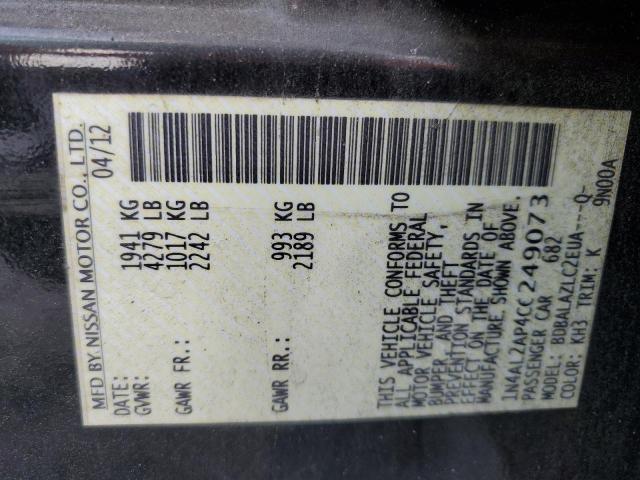 MFD BY NISSAN MOTOR CO., LTD.
DATE: 04/12
GVWR: 1941 KG
4279 LB
GAWR FR: 1017 KG
2242 LB
GAWR RR: 993 KG
2189 LB
THIS VEHICLE CONFORMS TO
ALL APPLICABLE FEDERAL
MOTOR VEHICLE SAFETY,
BUMPER, AND THEFT
PREVENTION STANDARDS IN
EFFECT ON THE DATE OF
MANUFACTURE SHOWN ABOVE.
1N4AL2AP4CC249073
PASSENGER CAR 682
MODEL: BDBALAZLC2EUA---Q-
COLOR: KH3 TRIM: K 9N00A